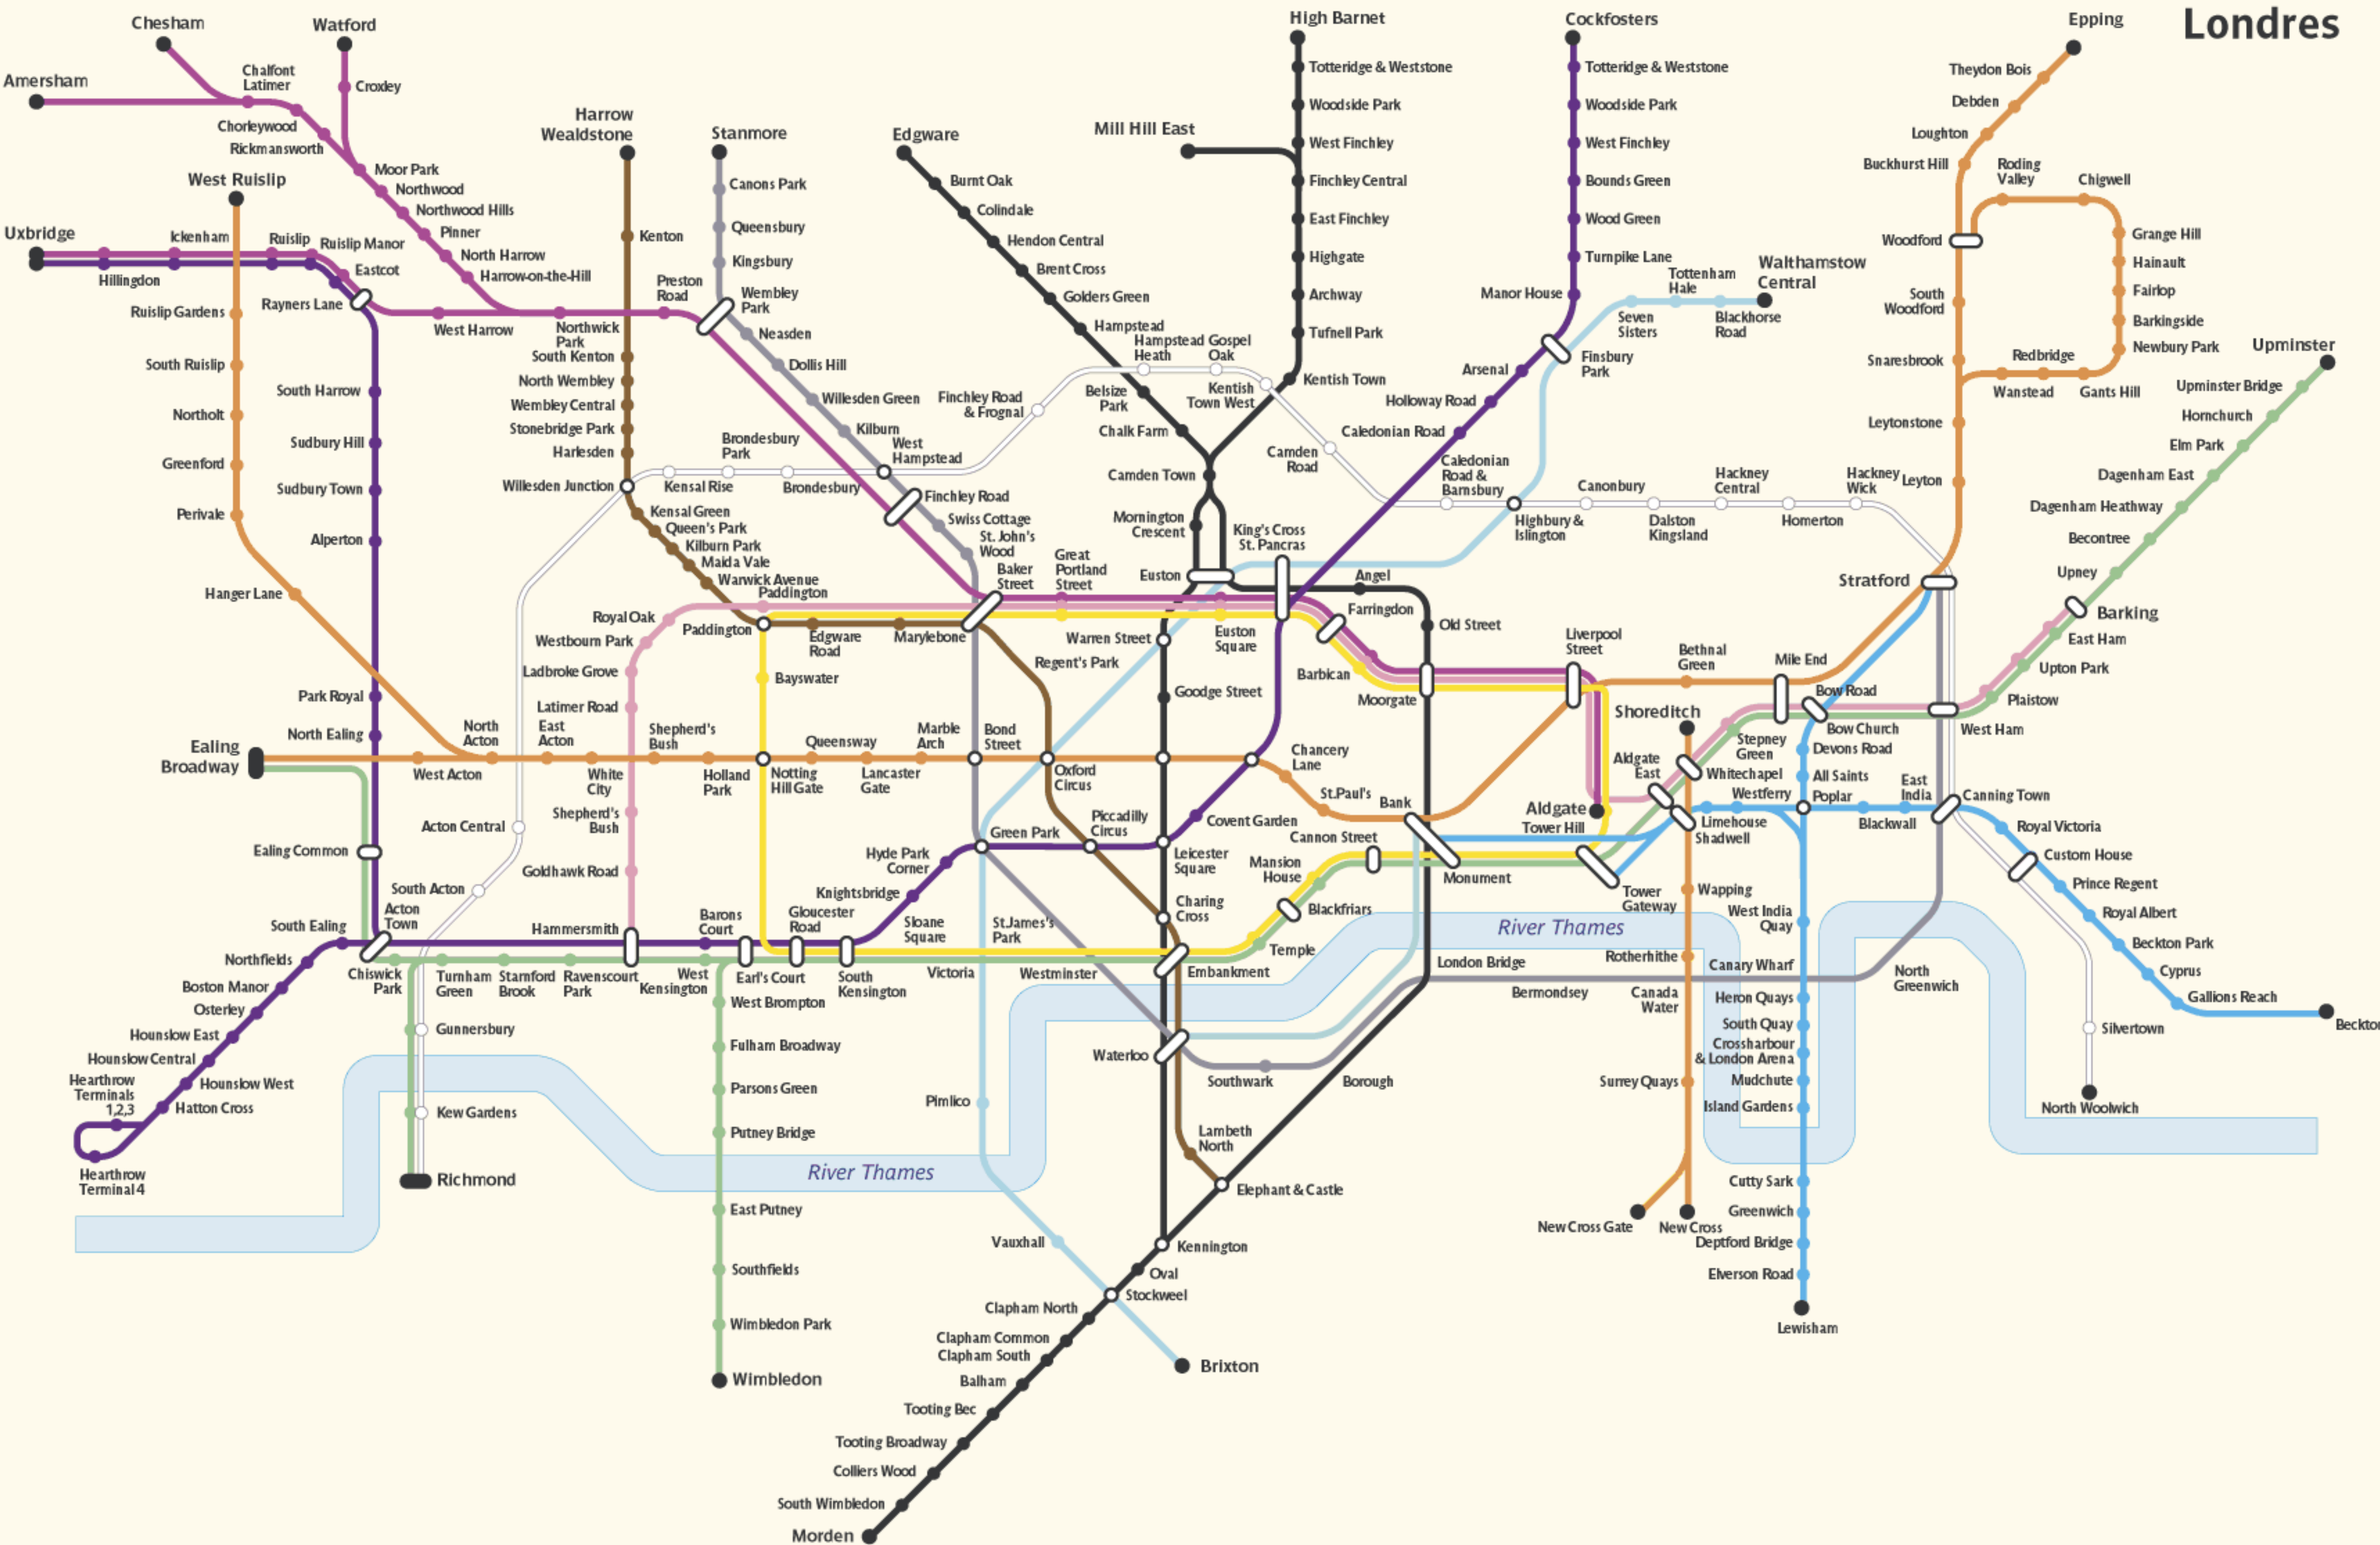 Londres
Chesham
Watford
Amersham
Chalfont
Latimer
Croxley
Chorleywood
Rickmansworth
Moor Park
Northwood
Northwood Hills
Pinner
North Harrow
Harrow-on-the-Hill
West Ruislip
Uxbridge
Ickenham
Ruislip
Ruislip Manor
Eastcot
Hillingdon
Rayners Lane
Ruislip Gardens
South Ruislip
Northolt
Greenford
Perivale
Hanger Lane
West Harrow
Northwick
Park
Preston
Road
South Harrow
Sudbury Hill
Sudbury Town
Alperton
Park Royal
North Ealing
Harrow
Wealdstone
Kenton
South Kenton
North Wembley
Wembley Central
Stonebridge Park
Harlesden
Willesden Junction
Kensal Green
Queen's Park
Kilburn Park
Maida Vale
Warwick Avenue
Paddington
Stanmore
Canons Park
Queensbury
Kingsbury
Wembley
Park
Neasden
Dollis Hill
Willesden Green
Kilburn
West
Hampstead
Finchley Road
Swiss Cottage
St. John's
Wood
Baker
Street
Brondesbury
Park
Kensal Rise
Brondesbury
Finchley Road
& Frognal
Hampstead
Heath
Gospel
Oak
Kentish
Town West
Camden
Road
Caledonian
Road &
Barnsbury
Highbury &
Islington
Canonbury
Dalston
Kingsland
Hackney
Central
Homerton
Hackney
Wick
Edgware
Burnt Oak
Colindale
Hendon Central
Brent Cross
Golders Green
Hampstead
Belsize
Park
Chalk Farm
Camden Town
Mornington
Crescent
Euston
Mill Hill East
High Barnet
Totteridge & Weststone
Woodside Park
West Finchley
Finchley Central
East Finchley
Highgate
Archway
Tufnell Park
Kentish Town
Cockfosters
Totteridge & Weststone
Woodside Park
West Finchley
Bounds Green
Wood Green
Turnpike Lane
Manor House
Finsbury
Park
Arsenal
Holloway Road
Caledonian Road
King's Cross
St. Pancras
Walthamstow
Central
Tottenham
Hale
Seven
Sisters
Blackhorse
Road
Epping
Theydon Bois
Debden
Loughton
Buckhurst Hill
Roding
Valley
Chigwell
Woodford
Grange Hill
Hainault
Fairlop
Barkingside
Newbury Park
South
Woodford
Snaresbrook
Redbridge
Wanstead
Gants Hill
Leytonstone
Leyton
Stratford
Upminster
Upminster Bridge
Hornchurch
Elm Park
Dagenham East
Dagenham Heathway
Becontree
Upney
Barking
East Ham
Upton Park
Plaistow
West Ham
Great
Portland
Street
Euston
Square
Angel
Old Street
Farringdon
Barbican
Moorgate
Liverpool
Street
Bethnal
Green
Mile End
Bow Road
Bow Church
Stepney
Green
Shoreditch
Whitechapel
Aldgate
East
Aldgate
Royal Oak
Westbourn Park
Ladbroke Grove
Latimer Road
Shepherd's
Bush
Goldhawk Road
Hammersmith
Paddington
Edgware
Road
Marylebone
Bayswater
Regent's Park
Warren Street
Goodge Street
Ealing
Broadway
West Acton
North
Acton
East
Acton
White
City
Shepherd's
Bush
Holland
Park
Notting
Hill Gate
Queensway
Lancaster
Gate
Marble
Arch
Bond
Street
Oxford
Circus
Chancery
Lane
St.Paul's
Bank
Acton Central
South Acton
Ealing Common
Acton
Town
South Ealing
Northfields
Boston Manor
Osterley
Hounslow East
Hounslow Central
Hounslow West
Hatton Cross
Hearthrow
Terminals
1,2,3
Hearthrow
Terminal 4
Chiswick
Park
Turnham
Green
Starnford
Brook
Ravenscourt
Park
West
Kensington
Barons
Court
Earl's Court
Gloucester
Road
South
Kensington
Knightsbridge
Hyde Park
Corner
Green Park
Piccadilly
Circus
Leicester
Square
Covent Garden
Sloane
Square
Victoria
St.James's
Park
Westminster
Charing
Cross
Embankment
Temple
Blackfriars
Mansion
House
Cannon Street
Monument
Tower Hill
Tower
Gateway
Limehouse
Shadwell
Westferry
Poplar
Devons Road
All Saints
East
India
Blackwall
Canning Town
Royal Victoria
Custom House
Prince Regent
Royal Albert
Beckton Park
Cyprus
Gallions Reach
Beckton
Silvertown
North Woolwich
North
Greenwich
Wapping
Rotherhithe
Canada
Water
Surrey Quays
New Cross Gate
New Cross
West India
Quay
Canary Wharf
Heron Quays
South Quay
Crossharbour
& London Arena
Mudchute
Island Gardens
Cutty Sark
Greenwich
Deptford Bridge
Elverson Road
Lewisham
River Thames
London Bridge
Bermondsey
Southwark
Borough
Waterloo
Lambeth
North
Elephant & Castle
Kennington
Oval
Stockweel
Clapham North
Clapham Common
Clapham South
Balham
Tooting Bec
Tooting Broadway
Colliers Wood
South Wimbledon
Morden
Brixton
Vauxhall
Pimlico
River Thames
Gunnersbury
Kew Gardens
Richmond
West Brompton
Fulham Broadway
Parsons Green
Putney Bridge
East Putney
Southfields
Wimbledon Park
Wimbledon